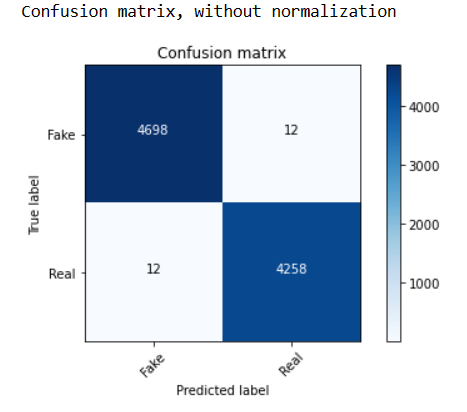 Confusion matrix, without normalization
Confusion matrix
Fake
4698
12
4000
3000
True label
2000
Real
12
4258
1000
Fake
Real
Predicted label